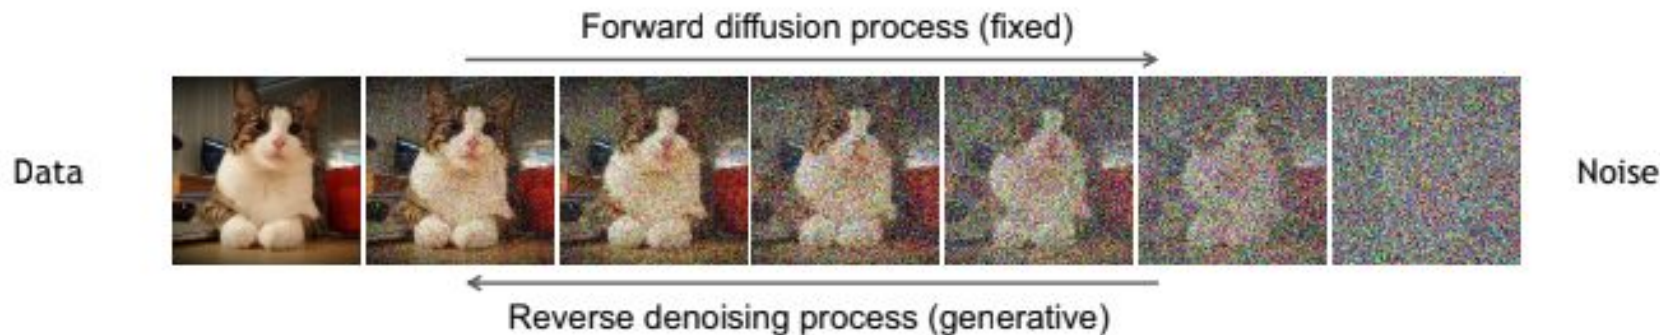 Forward diffusion process (fixed)
Data
Noise
Reverse denoising process (generative)